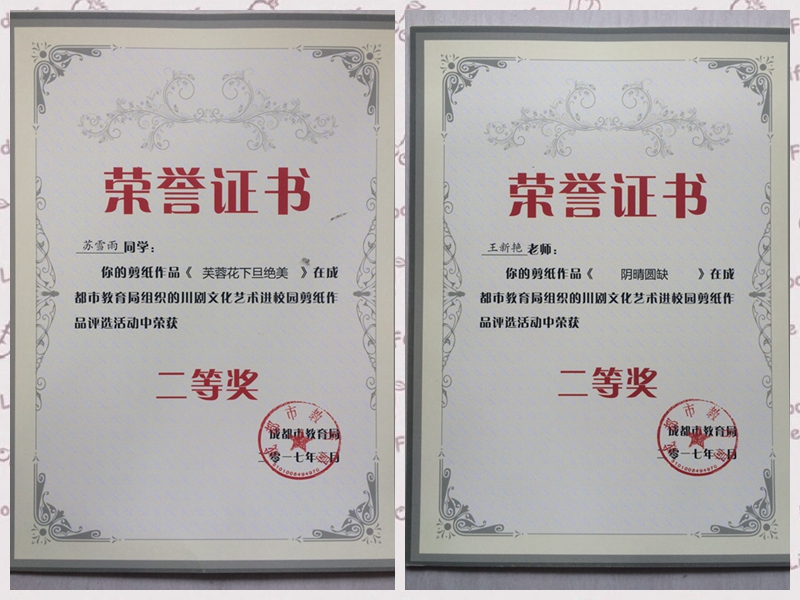 荣誉证书
苏雪雨 同学:
你的剪纸作品《 芙蓉花下旦绝美 》在成
都市教育局组织的川剧文化艺术进校园剪纸作
品评选活动中荣获
二等奖
成都市教育局
二零一七年 月
荣誉证书
王新艳 老师:
你的剪纸作品《 阴晴圆缺 》在成
都市教育局组织的川剧文化艺术进校园剪纸作
品评选活动中荣获
二等奖
成都市教育局
二零一七年 月